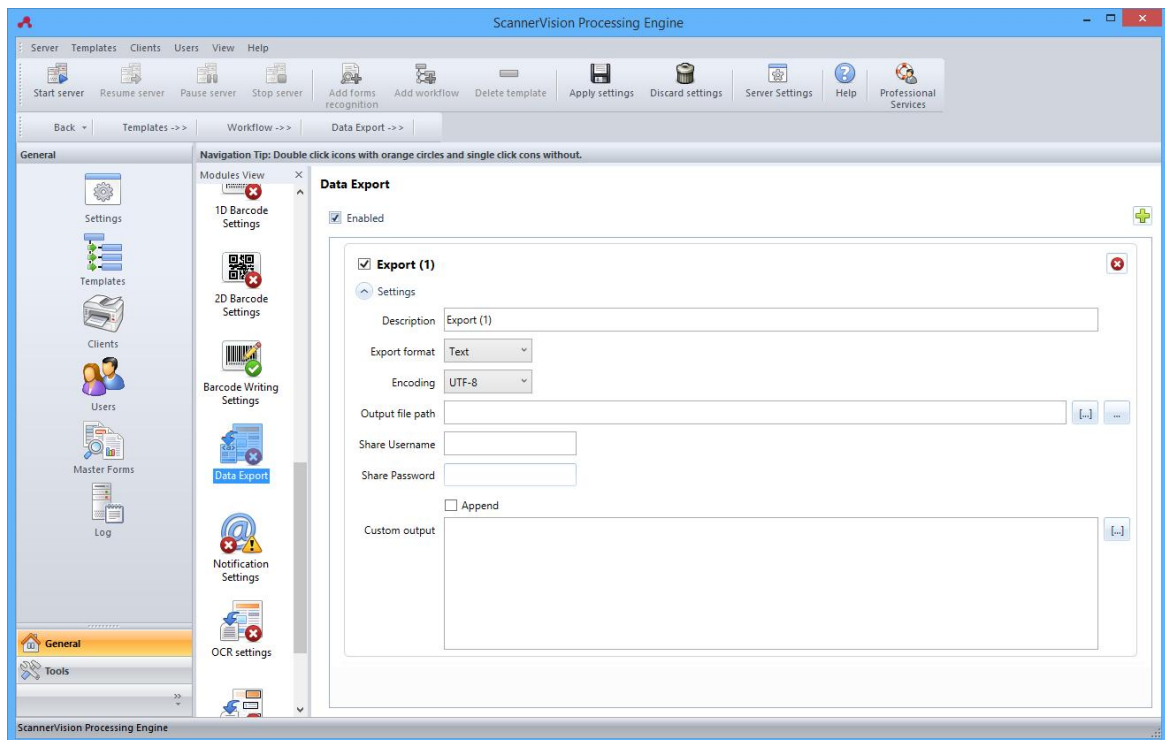 ScannerVision Processing Engine
Server Templates Clients Users View Help
Start server Resume server Pause server Stop server Add forms recognition Add workflow Delete template Apply settings Discard settings Server Settings Help Professional Services
Back Templates ->> Workflow ->> Data Export ->>
General
Navigation Tip: Double click icons with orange circles and single click cons without.
Settings
Templates
Clients
Users
Master Forms
Log
General
Tools
Modules View
1D Barcode
Settings
2D Barcode
Settings
Barcode Writing
Settings
Data Export
Notification
Settings
OCR settings
Data Export
Enabled
Export (1)
Settings
Description Export (1)
Export format Text
Encoding UTF-8
Output file path [...] ...
Share Username
Share Password
Append
Custom output [...]
ScannerVision Processing Engine